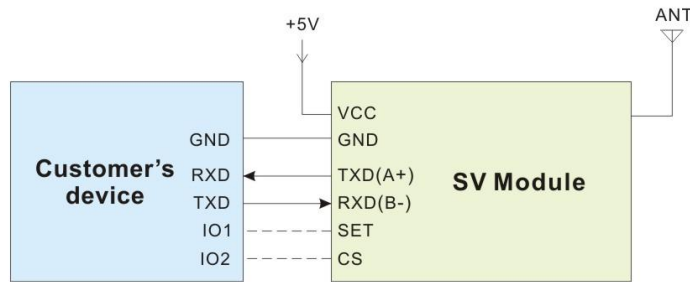 ANT
+5V
VCC
GND GND
Customer's RXD TXD(A+) SV Module
device TXD RXD(B-)
IO1 SET
IO2 CS